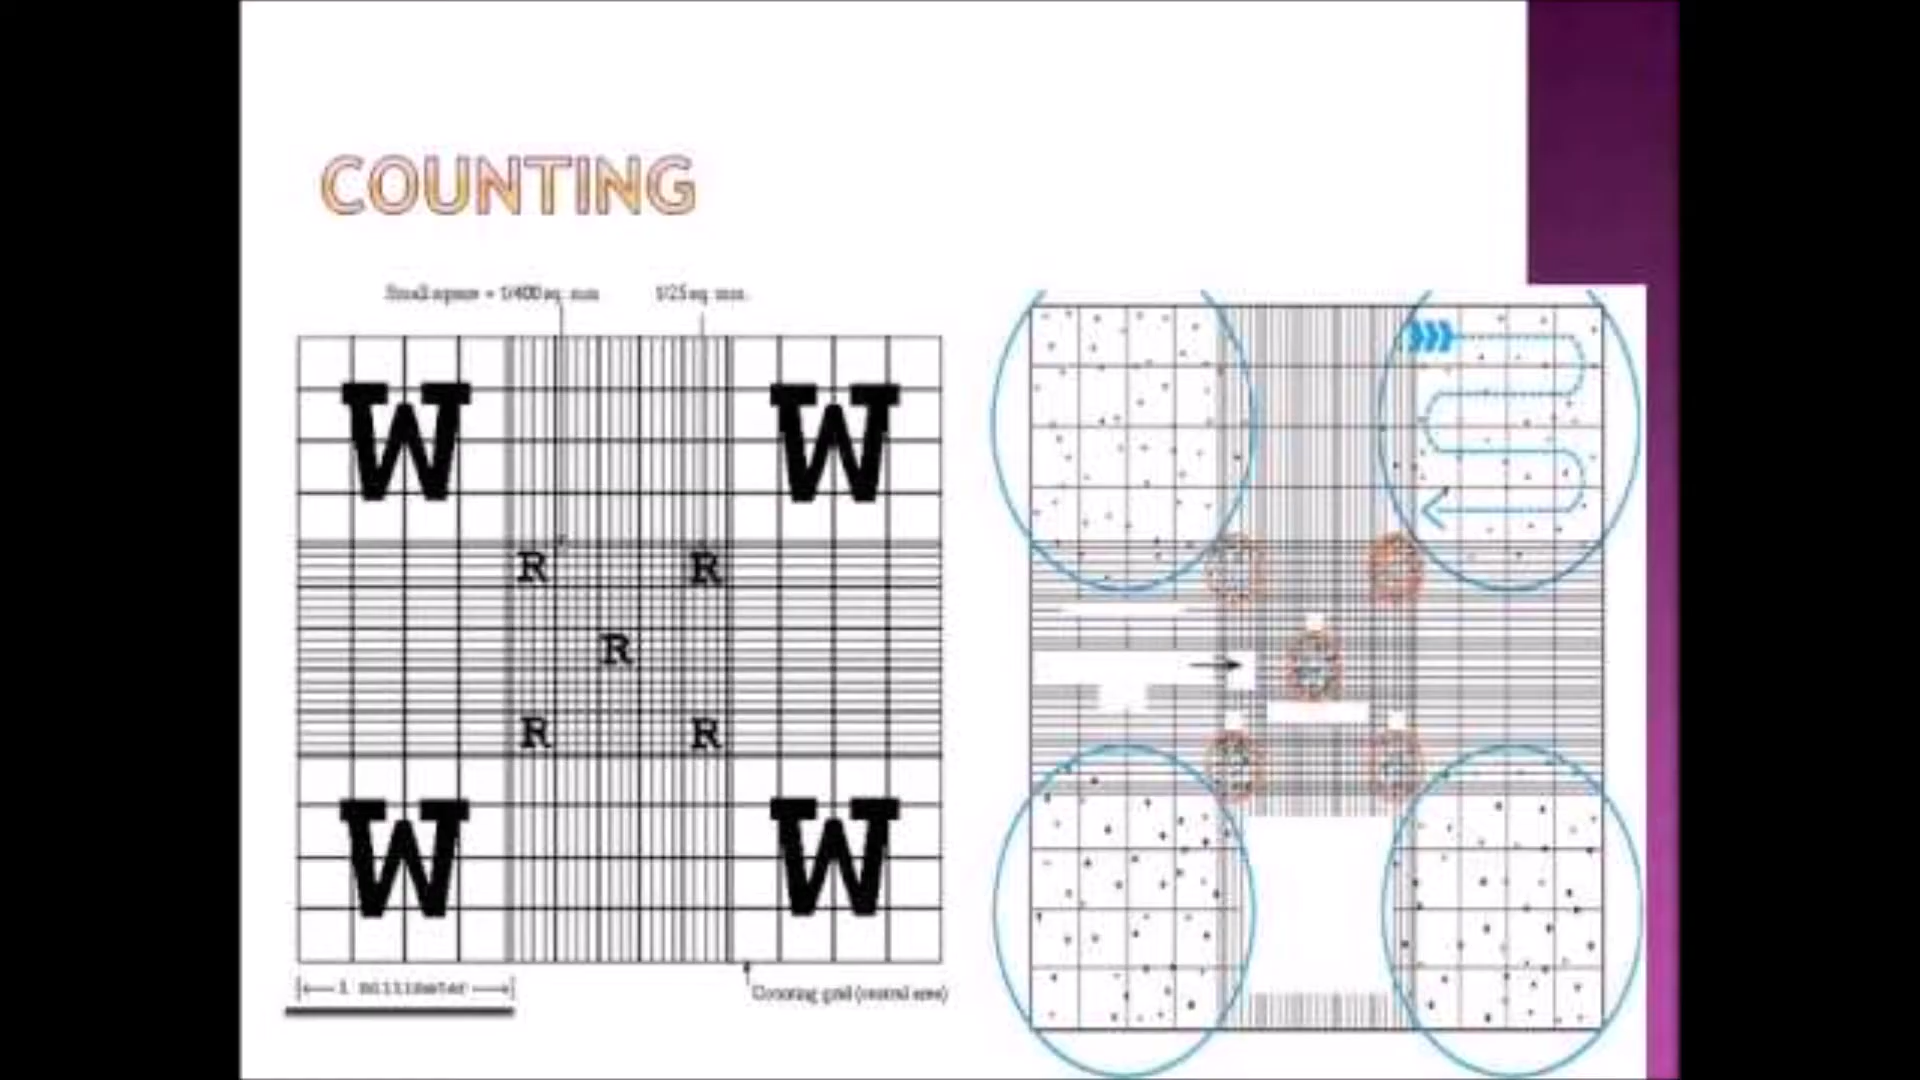 COUNTING
Small square = 1/400 sq. mm
1/25 sq. mm.
W W
R R
R
R R
W W
1 millimeter
Counting grid (central area)